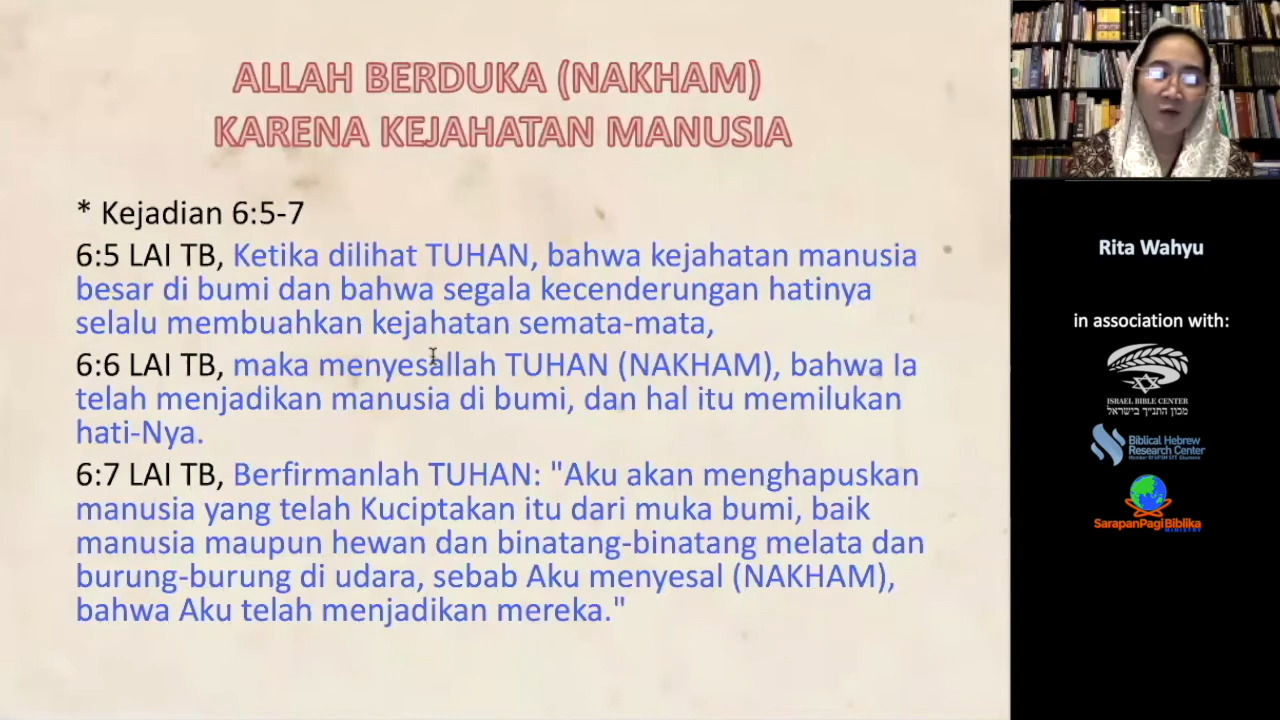 ALLAH BERDUKA (NAKHAM)
KARENA KEJAHATAN MANUSIA
* Kejadian 6:5-7
6:5 LAI TB, Ketika dilihat TUHAN, bahwa kejahatan manusia
besar di bumi dan bahwa segala kecenderungan hatinya
selalu membuahkan kejahatan semata-mata,
6:6 LAI TB, maka menyesallah TUHAN (NAKHAM), bahwa Ia
telah menjadikan manusia di bumi, dan hal itu memilukan
hati-Nya.
6:7 LAI TB, Berfirmanlah TUHAN: "Aku akan menghapuskan
manusia yang telah Kuciptakan itu dari muka bumi, baik
manusia maupun hewan dan binatang-binatang melata dan
burung-burung di udara, sebab Aku menyesal (NAKHAM),
bahwa Aku telah menjadikan mereka."
Rita Wahyu
in association with:
ISRAEL BIBLE CENTER
מכון התנ״ך בישראל
Biblical Hebrew
Research Center
SarapanPagi Biblika
MINISTRY